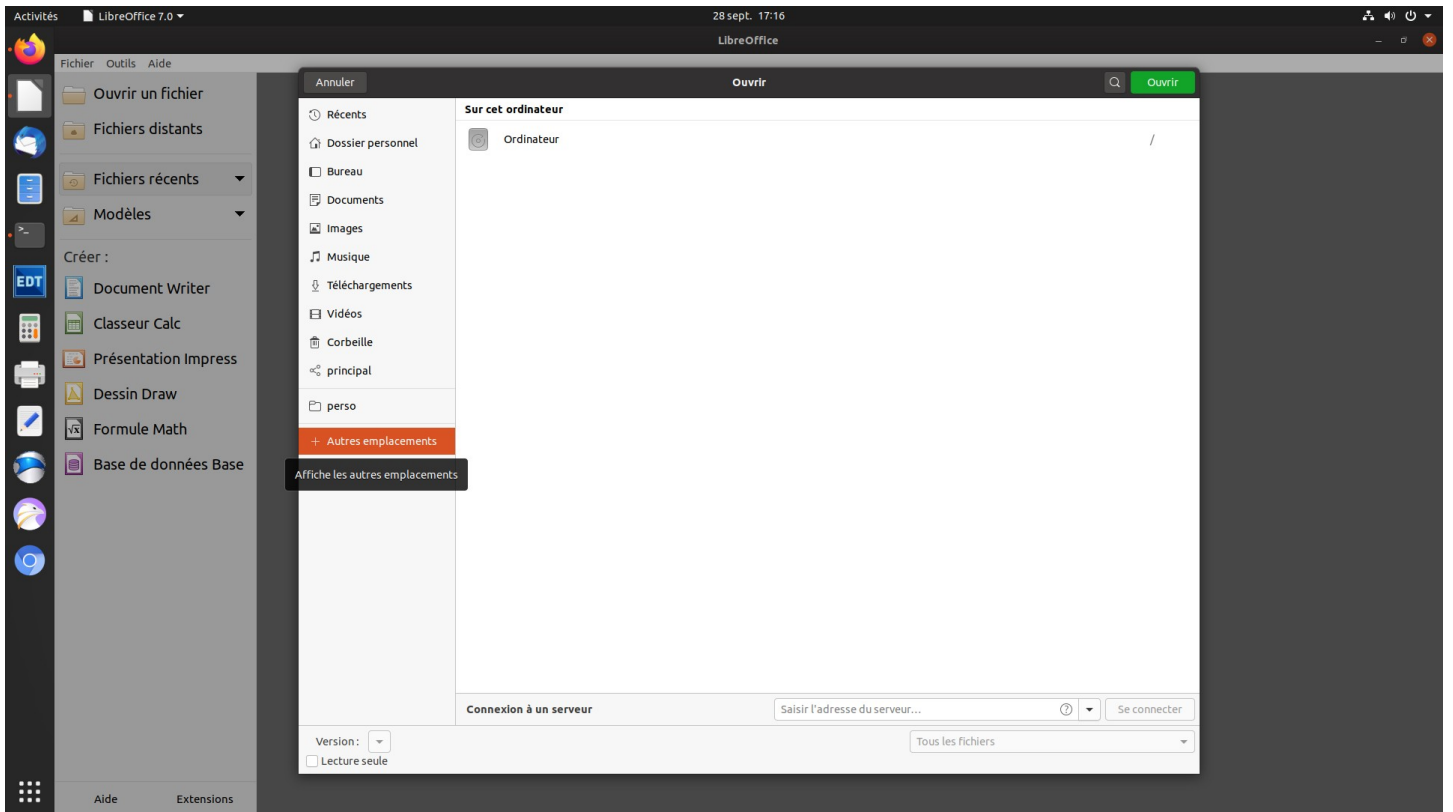 Activités LibreOffice 7.0 28 sept. 17:16
LibreOffice
Fichier Outils Aide
Ouvrir un fichier
Fichiers distants
Fichiers récents
Modèles
Créer :
Document Writer
Classeur Calc
Présentation Impress
Dessin Draw
Formule Math
Base de données Base
Aide Extensions
EDT
>_
Annuler Ouvrir Ouvrir
Récents
Dossier personnel
Bureau
Documents
Images
Musique
Téléchargements
Vidéos
Corbeille
principal
perso
+ Autres emplacements
Affiche les autres emplacements
Sur cet ordinateur
Ordinateur /
Connexion à un serveur Saisir l'adresse du serveur... Se connecter
Version : Tous les fichiers
Lecture seule